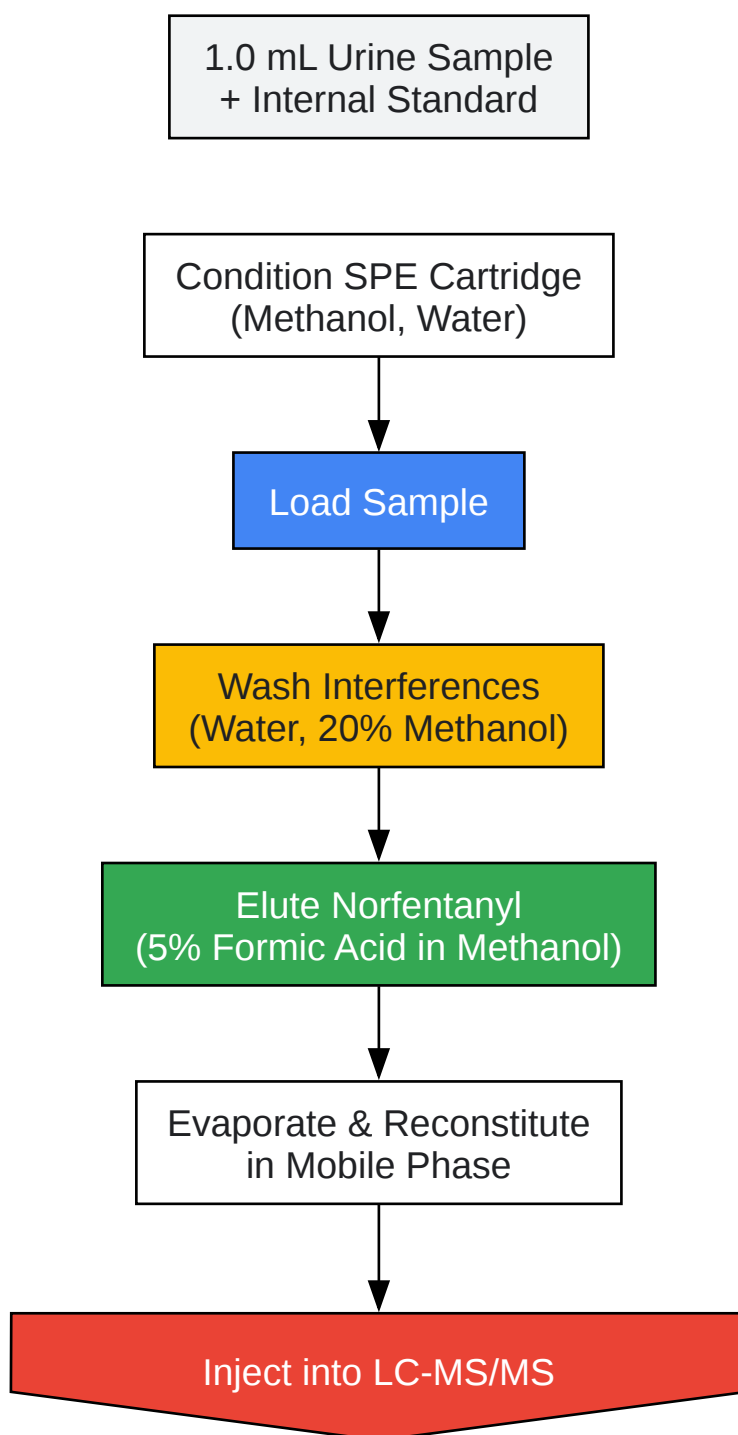 1.0 mL Urine Sample
+ Internal Standard
Condition SPE Cartridge
(Methanol, Water)
Load Sample
Wash Interferences
(Water, 20% Methanol)
Elute Norfentanyl
(5% Formic Acid in Methanol)
Evaporate & Reconstitute
in Mobile Phase
Inject into LC-MS/MS